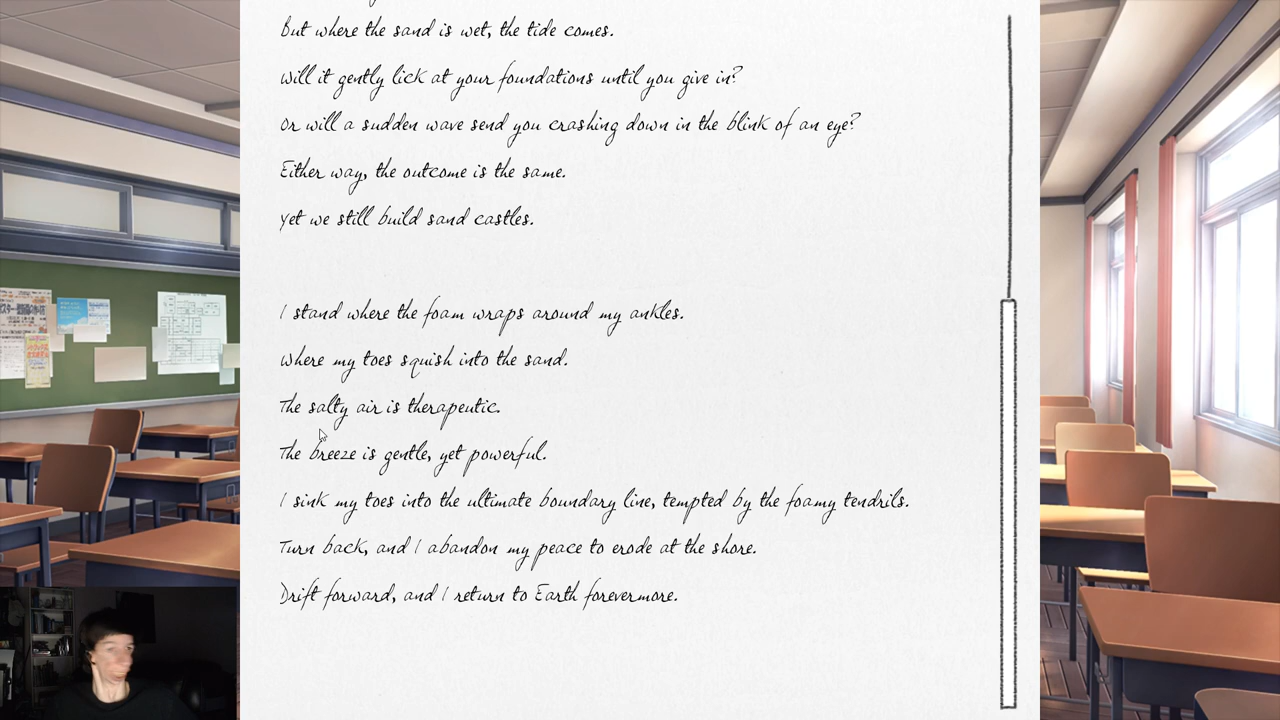 But where the sand is wet, the tide comes.
Will it gently lick at your foundations until you give in?
Or will a sudden wave send you crashing down in the blink of an eye?
Either way, the outcome is the same.
Yet we still build sand castles.
I stand where the foam wraps around my ankles.
Where my toes squish into the sand.
The salty air is therapeutic.
The breeze is gentle, yet powerful.
I sink my toes into the ultimate boundary line, tempted by the foamy tendrils.
Turn back, and I abandon my peace to erode at the shore.
Drift forward, and I return to Earth forevermore.